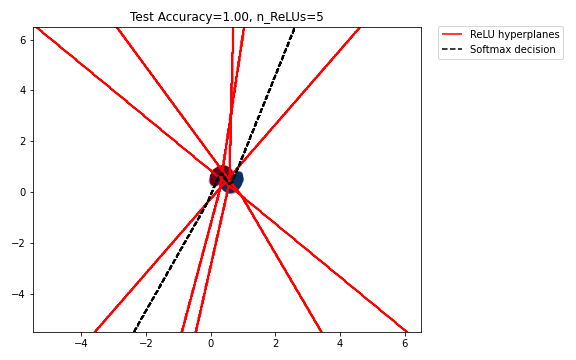 Test Accuracy=1.00, n_ReLUs=5
ReLU hyperplanes
Softmax decision
6
4
2
0
−2
−4
−4 −2 0 2 4 6